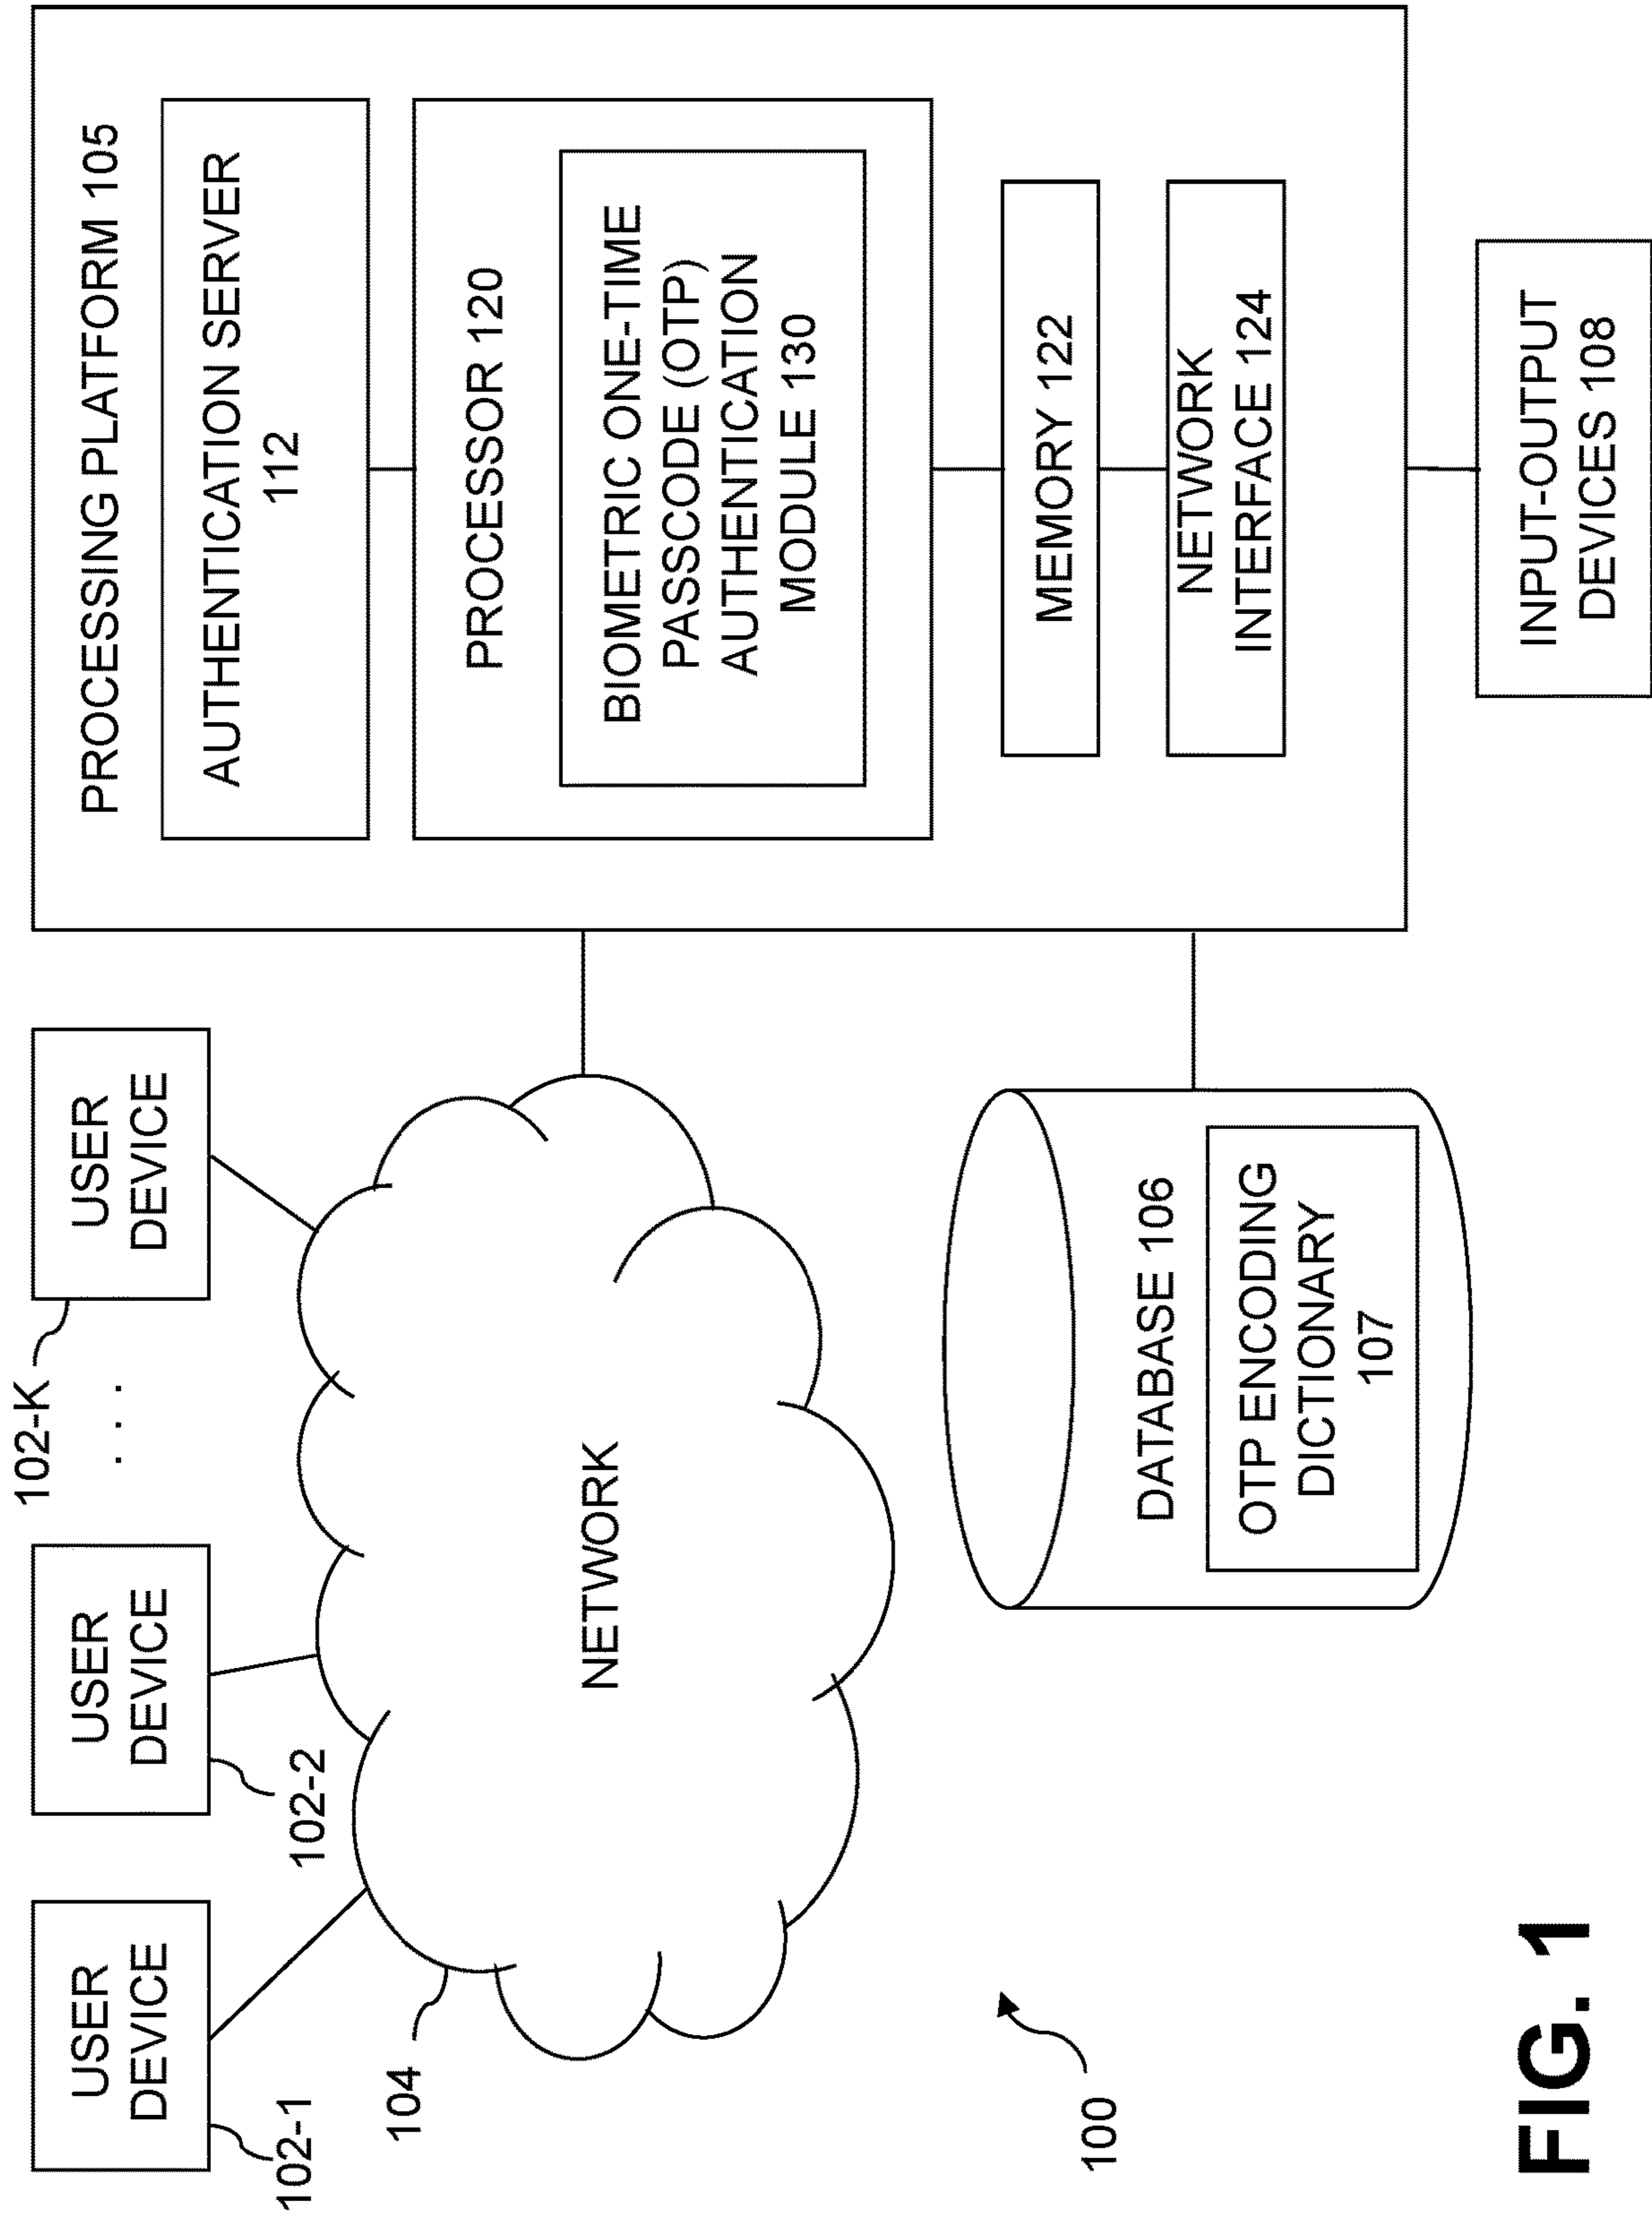 USER
DEVICE
102-1
USER
DEVICE
102-2
. . .
102-K
USER
DEVICE
104
NETWORK
100
DATABASE 106
OTP ENCODING
DICTIONARY
107
PROCESSING PLATFORM 105
AUTHENTICATION SERVER
112
PROCESSOR 120
BIOMETRIC ONE-TIME
PASSCODE (OTP)
AUTHENTICATION
MODULE 130
MEMORY 122
NETWORK
INTERFACE 124
INPUT-OUTPUT
DEVICES 108
FIG. 1